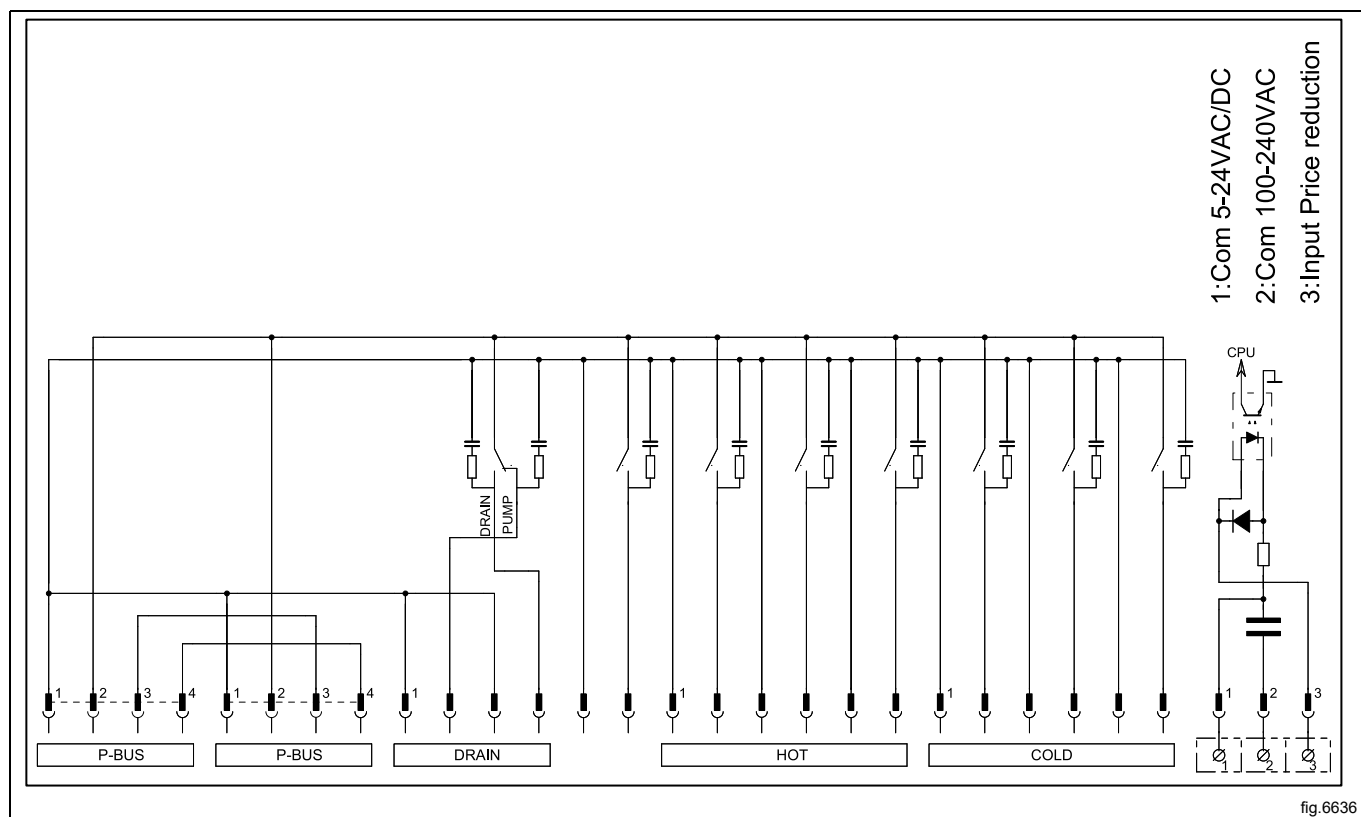 1:Com 5-24VAC/DC
2:Com 100-240VAC
3:Input Price reduction
CPU
DRAIN
PUMP
1 2 3 4 1 2 3 4 1 1 1 1 2 3
P-BUS P-BUS DRAIN HOT COLD 1 2 3
fig.6636